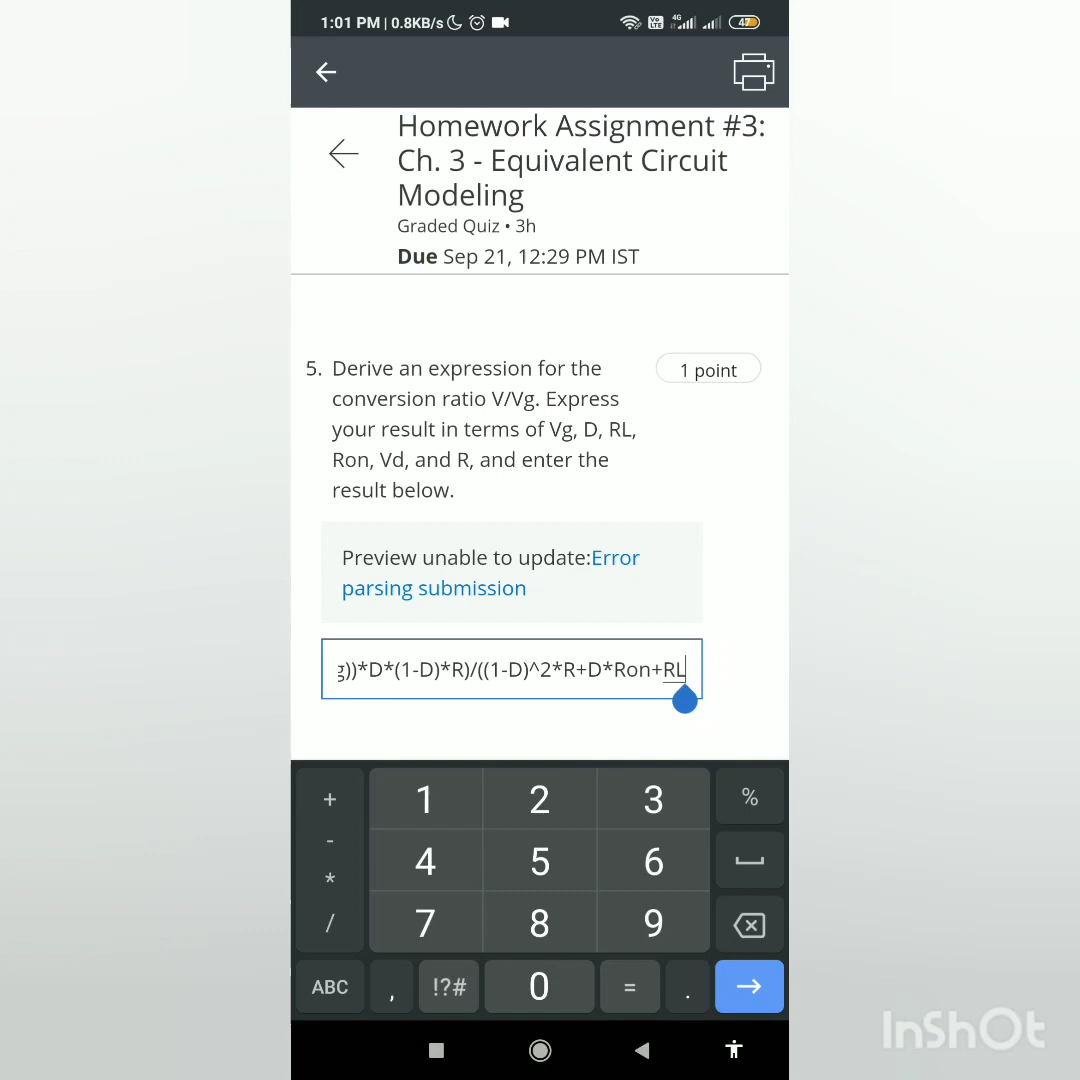 1:01 PM | 0.8KB/s 4G Vo LTE 47
Homework Assignment #3:
Ch. 3 - Equivalent Circuit
Modeling
Graded Quiz • 3h
Due Sep 21, 12:29 PM IST
5. Derive an expression for the 1 point
conversion ratio V/Vg. Express
your result in terms of Vg, D, RL,
Ron, Vd, and R, and enter the
result below.
Preview unable to update:Error
parsing submission
g))*D*(1-D)*R)/((1-D)^2*R+D*Ron+RL
+ 1 2 3 %
-
4 5 6
*
/ 7 8 9
ABC , !?# 0 = .
InShOt